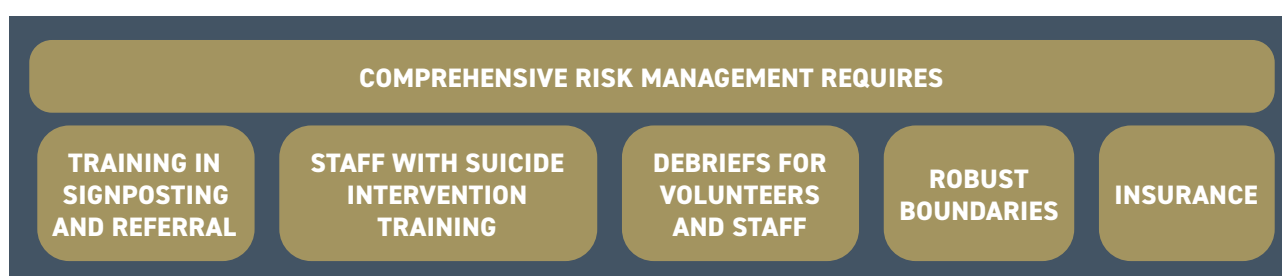 COMPREHENSIVE RISK MANAGEMENT REQUIRES
TRAINING IN
SIGNPOSTING
AND REFERRAL
STAFF WITH SUICIDE
INTERVENTION
TRAINING
DEBRIEFS FOR
VOLUNTEERS
AND STAFF
ROBUST
BOUNDARIES
INSURANCE